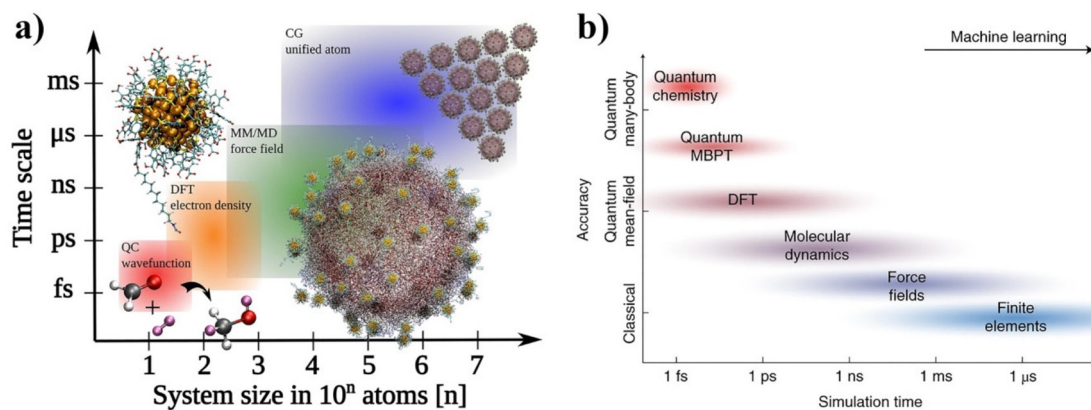 a)
Time scale
ms
µs
ns
ps
fs
CG
unified atom
MM/MD
force field
DFT
electron density
QC
wavefunction
+
1 2 3 4 5 6 7
System size in 10ⁿ atoms [n]
b)
Machine learning
Accuracy
Quantum
many-body
Quantum
mean-field
Classical
Quantum
chemistry
Quantum
MBPT
DFT
Molecular
dynamics
Force
fields
Finite
elements
1 fs 1 ps 1 ns 1 ms 1 µs
Simulation time